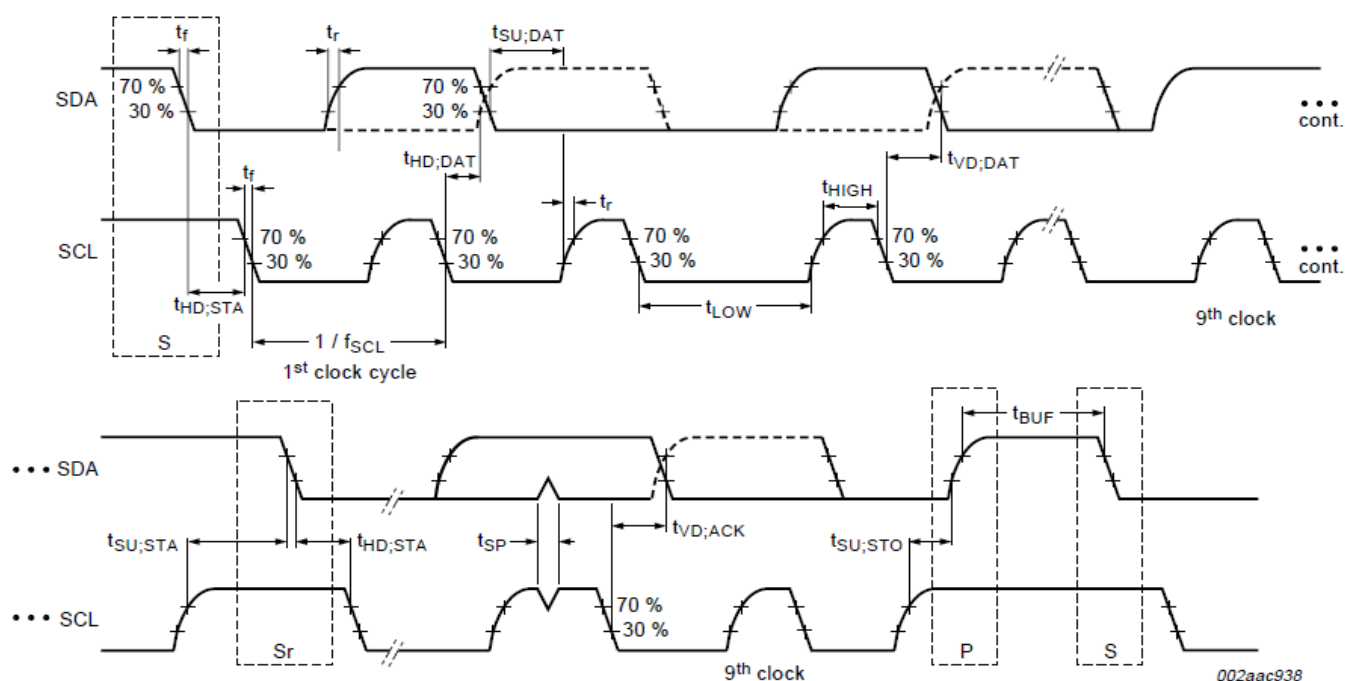 tf tr tSU;DAT
70 % 70 %
SDA
30 % 30 %
cont.
tHD;DAT tVD;DAT
tf tHIGH
tr
70 % 70 % 70 % 70 %
SCL
30 % 30 % 30 % 30 %
cont.
tHD;STA
tLOW
9th clock
S
1 / fSCL
1st clock cycle
tBUF
••• SDA
tSU;STA tHD;STA tSP tVD;ACK tSU;STO
70 %
••• SCL
30 %
Sr P S
9th clock
002aac938